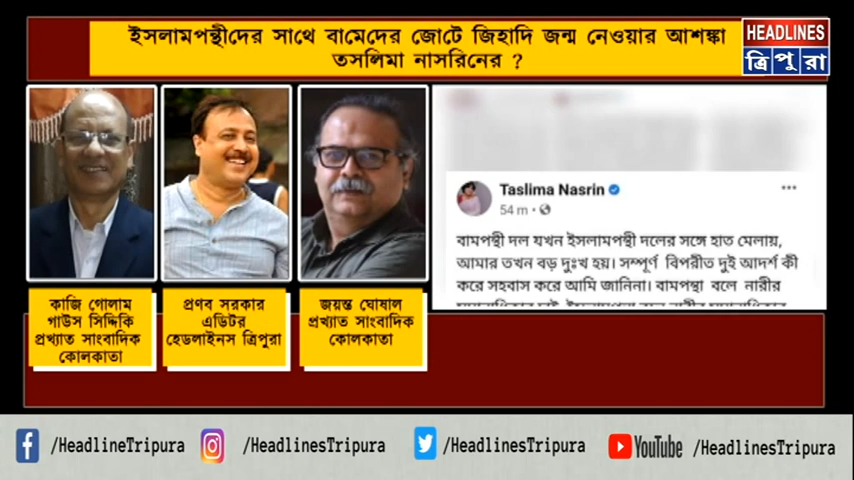 ইসলামপন্থীদের সাথে বামেদের জোটে জিহাদি জন্ম নেওয়ার আশঙ্কা
তসলিমা নাসরিনের ?
HEADLINES
ত্রিপুরা
Taslima Nasrin
54 m
বামপন্থী দল যখন ইসলামপন্থী দলের সঙ্গে হাত মেলায়,
আমার তখন বড় দুঃখ হয়। সম্পূর্ণ বিপরীত দুই আদর্শ কী
করে সহবাস করে আমি জানিনা। বামপন্থা বলে নারীর
কাজি গোলাম
গাউস সিদ্দিকি
প্রখ্যাত সাংবাদিক
কোলকাতা
প্রণব সরকার
এডিটর
হেডলাইনস ত্রিপুরা
জয়ন্ত ঘোষাল
প্রখ্যাত সাংবাদিক
কোলকাতা
/HeadlineTripura
/HeadlinesTripura
/HeadlinesTripura
YouTube /HeadlinesTripura